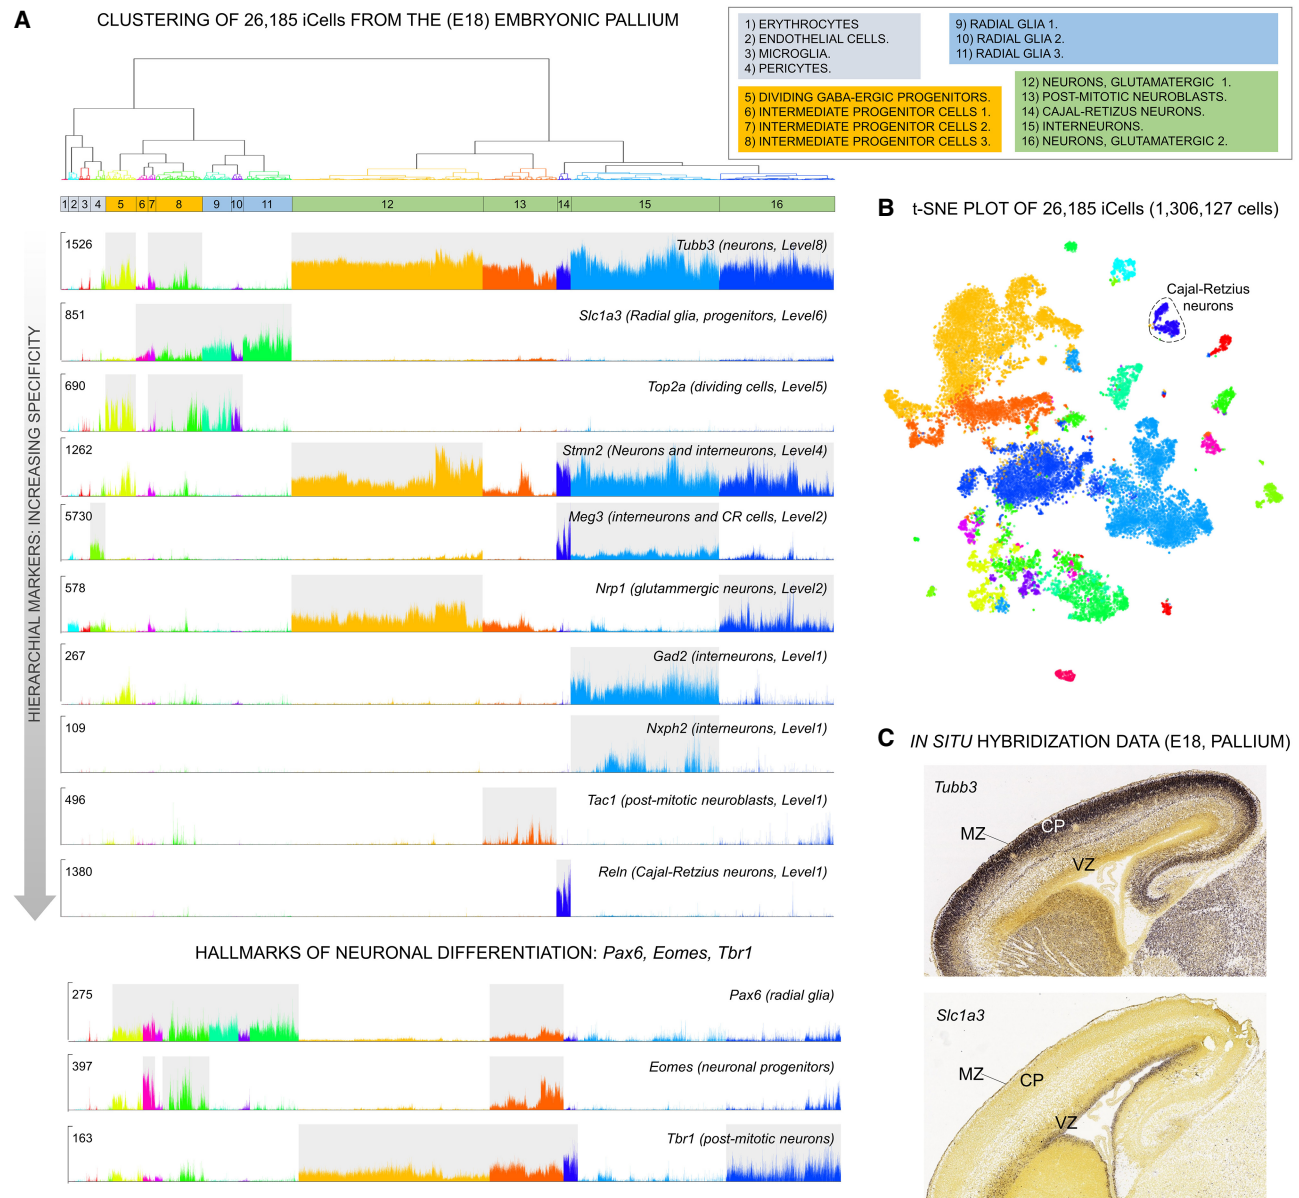 A
CLUSTERING OF 26,185 iCells FROM THE (E18) EMBRYONIC PALLIUM
1) ERYTHROCYTES
2) ENDOTHELIAL CELLS.
3) MICROGLIA.
4) PERICYTES.
5) DIVIDING GABA-ERGIC PROGENITORS.
6) INTERMEDIATE PROGENITOR CELLS 1.
7) INTERMEDIATE PROGENITOR CELLS 2.
8) INTERMEDIATE PROGENITOR CELLS 3.
9) RADIAL GLIA 1.
10) RADIAL GLIA 2.
11) RADIAL GLIA 3.
12) NEURONS, GLUTAMATERGIC 1.
13) POST-MITOTIC NEUROBLASTS.
14) CAJAL-RETIZUS NEURONS.
15) INTERNEURONS.
16) NEURONS, GLUTAMATERGIC 2.
1 2 3 4 5 6 7 8 9 10 11 12 13 14 15 16
HIERARCHIAL MARKERS: INCREASING SPECIFICITY
1526
Tubb3 (neurons, Level8)
851
Slc1a3 (Radial glia, progenitors, Level6)
690
Top2a (dividing cells, Level5)
1262
Stmn2 (Neurons and interneurons, Level4)
5730
Meg3 (interneurons and CR cells, Level2)
578
Nrp1 (glutammergic neurons, Level2)
267
Gad2 (interneurons, Level1)
109
Nxph2 (interneurons, Level1)
496
Tac1 (post-mitotic neuroblasts, Level1)
1380
Reln (Cajal-Retzius neurons, Level1)
HALLMARKS OF NEURONAL DIFFERENTIATION: Pax6, Eomes, Tbr1
275
Pax6 (radial glia)
397
Eomes (neuronal progenitors)
163
Tbr1 (post-mitotic neurons)
B
t-SNE PLOT OF 26,185 iCells (1,306,127 cells)
Cajal-Retzius
neurons
C
IN SITU HYBRIDIZATION DATA (E18, PALLIUM)
Tubb3
MZ
CP
VZ
Slc1a3
MZ
CP
VZ